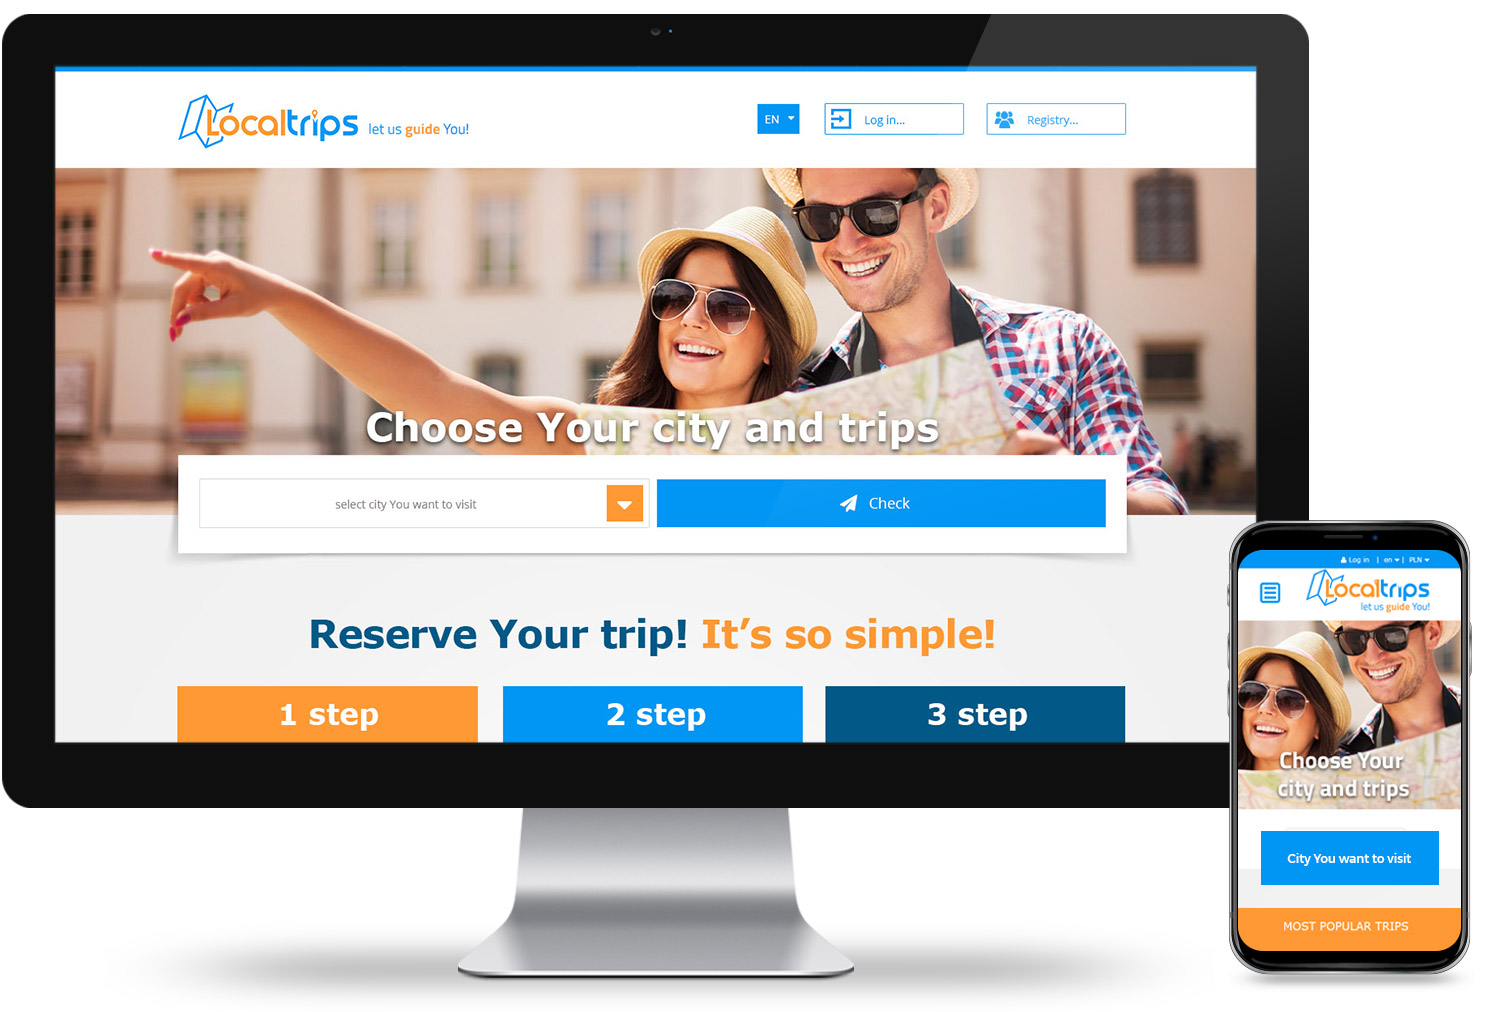 Localtrips let us guide You!
EN
Log in...
Registry...
Choose Your city and trips
select city You want to visit
Check
Reserve Your trip! It's so simple!
1 step
2 step
3 step
Log in | en | PLN
Localtrips
let us guide You!
Choose Your
city and trips
City You want to visit
MOST POPULAR TRIPS